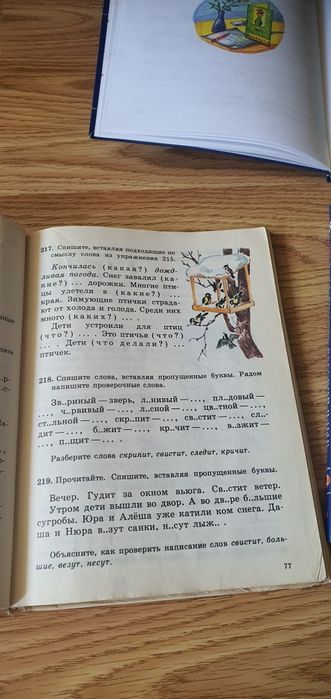 217. Спишите, вставляя подходящие по
смыслу слова из упражнения 215.
Кончилась (какая?) дожд-
ливая погода. Снег завалил (ка-
кие?) ... дорожки. Многие пти-
цы улетели в (какие?) ...
края. Зимующие птички страда-
ют от холода и голода. Среди них
много (каких?) ... .
Дети устроили для птиц
(что?) ... . Это птичья (что?)
... . Дети (что делали?) ...
птичек.
218. Спишите слова, вставляя пропущенные буквы. Рядом
напишите проверочные слова.
Зв..риный — зверь, л..нивый — ..., пл..довый —
..., ч..рвивый — ..., л..сной — ..., цв..тной — ...,
ст..льной — ..., скр..пит — ..., св..стит — ..., сл..-
дит — ..., б..жит — ..., кр..чит — ..., в..зжит —
..., п..щит — ... .
Разберите слова скрипит, свистит, следит, кричит.
219. Прочитайте. Спишите, вставляя пропущенные буквы.
Вечер. Гудит за окном вьюга. Св..стит ветер.
Утром дети вышли во двор. А во дв..ре б..льшие
сугробы. Юра и Алёша уже катили ком снега. Да-
ша и Нюра в..зут санки, н..сут лыж.. .
Объясните, как проверить написание слов свистит, боль-
шие, везут, несут.
77